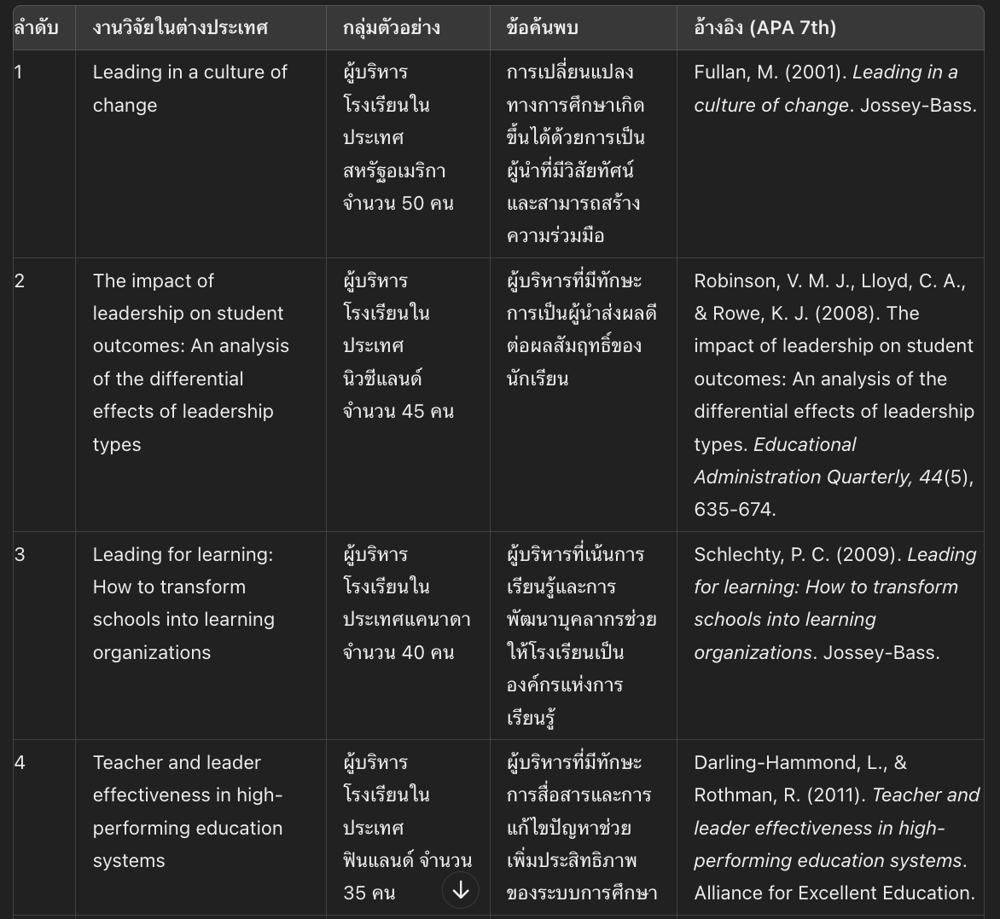 ลำดับ
งานวิจัยในต่างประเทศ
กลุ่มตัวอย่าง
ข้อค้นพบ
อ้างอิง (APA 7th)
1
Leading in a culture of
change
ผู้บริหาร
โรงเรียนใน
ประเทศ
สหรัฐอเมริกา
จำนวน 50 คน
การเปลี่ยนแปลง
ทางการศึกษาเกิด
ขึ้นได้ด้วยการเป็น
ผู้นำที่มีวิสัยทัศน์
และสามารถสร้าง
ความร่วมมือ
Fullan, M. (2001). Leading in a
culture of change. Jossey-Bass.
2
The impact of
leadership on student
outcomes: An analysis
of the differential
effects of leadership
types
ผู้บริหาร
โรงเรียนใน
ประเทศ
นิวซีแลนด์
จำนวน 45 คน
ผู้บริหารที่มีทักษะ
การเป็นผู้นำส่งผลดี
ต่อผลสัมฤทธิ์ของ
นักเรียน
Robinson, V. M. J., Lloyd, C. A.,
& Rowe, K. J. (2008). The
impact of leadership on student
outcomes: An analysis of the
differential effects of leadership
types. Educational
Administration Quarterly, 44(5),
635-674.
3
Leading for learning:
How to transform
schools into learning
organizations
ผู้บริหาร
โรงเรียนใน
ประเทศแคนาดา
จำนวน 40 คน
ผู้บริหารที่เน้นการ
เรียนรู้และการ
พัฒนาบุคลากรช่วย
ให้โรงเรียนเป็น
องค์กรแห่งการ
เรียนรู้
Schlechty, P. C. (2009). Leading
for learning: How to transform
schools into learning
organizations. Jossey-Bass.
4
Teacher and leader
effectiveness in high-
performing education
systems
ผู้บริหาร
โรงเรียนใน
ประเทศ
ฟินแลนด์ จำนวน
35 คน
ผู้บริหารที่มีทักษะ
การสื่อสารและการ
แก้ไขปัญหาช่วย
เพิ่มประสิทธิภาพ
ของระบบการศึกษา
Darling-Hammond, L., &
Rothman, R. (2011). Teacher and
leader effectiveness in high-
performing education systems.
Alliance for Excellent Education.